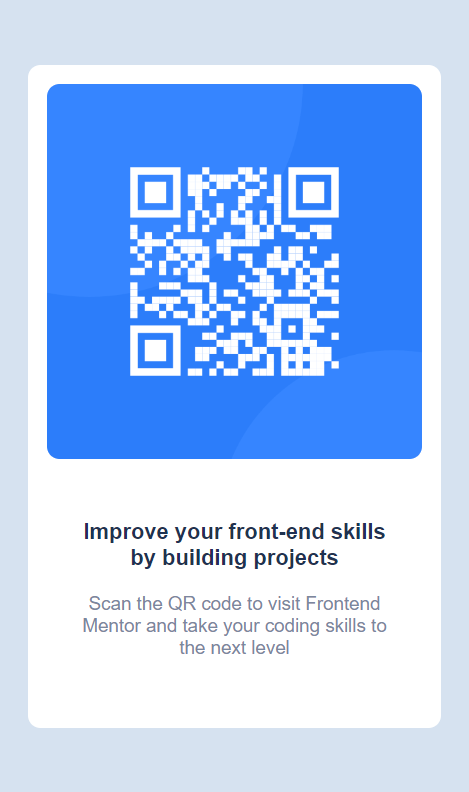 Improve your front-end skills
by building projects
Scan the QR code to visit Frontend
Mentor and take your coding skills to
the next level